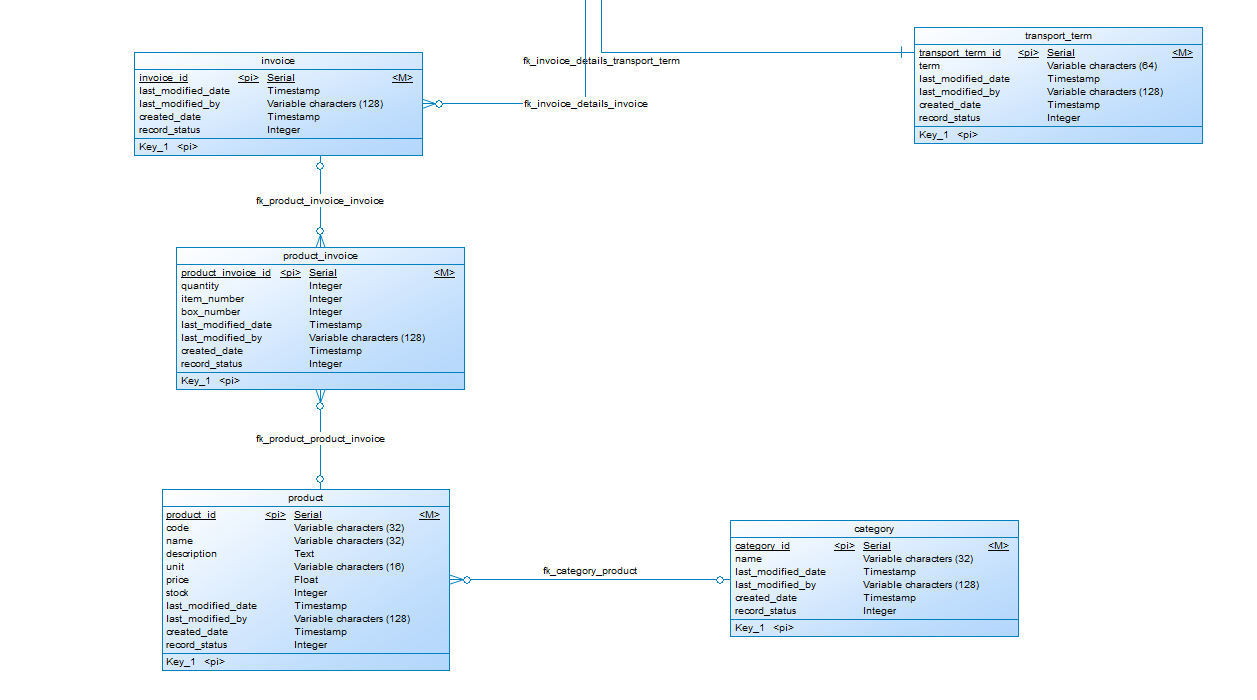 invoice
invoice_id <pi> Serial <M>
last_modified_date Timestamp
last_modified_by Variable characters (128)
created_date Timestamp
record_status Integer
Key_1 <pi>
fk_invoice_details_transport_term
fk_invoice_details_invoice
transport_term
transport_term_id <pi> Serial <M>
term Variable characters (64)
last_modified_date Timestamp
last_modified_by Variable characters (128)
created_date Timestamp
record_status Integer
Key_1 <pi>
fk_product_invoice_invoice
product_invoice
product_invoice_id <pi> Serial <M>
quantity Integer
item_number Integer
box_number Integer
last_modified_date Timestamp
last_modified_by Variable characters (128)
created_date Timestamp
record_status Integer
Key_1 <pi>
fk_product_product_invoice
product
product_id <pi> Serial <M>
code Variable characters (32)
name Variable characters (32)
description Text
unit Variable characters (16)
price Float
stock Integer
last_modified_date Timestamp
last_modified_by Variable characters (128)
created_date Timestamp
record_status Integer
Key_1 <pi>
fk_category_product
category
category_id <pi> Serial <M>
name Variable characters (32)
last_modified_date Timestamp
last_modified_by Variable characters (128)
created_date Timestamp
record_status Integer
Key_1 <pi>